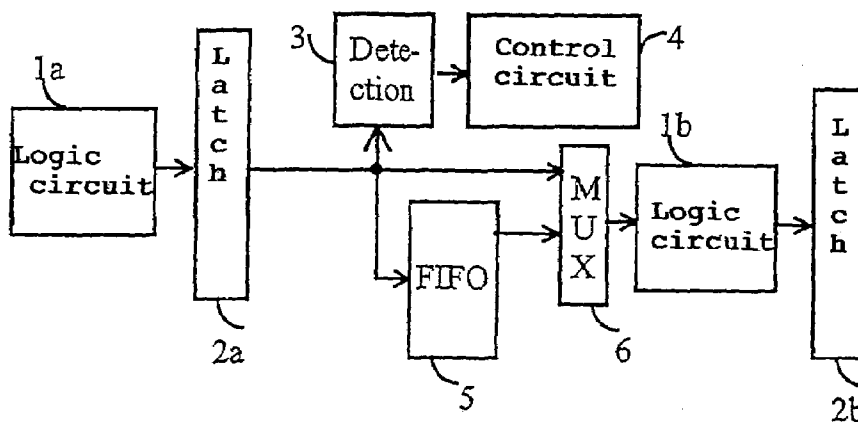 3
Dete-
ction
Control
circuit
4
1a
Logic
circuit
L
a
t
c
h
2a
FIFO
5
M
U
X
6
1b
Logic
circuit
L
a
t
c
h
2b